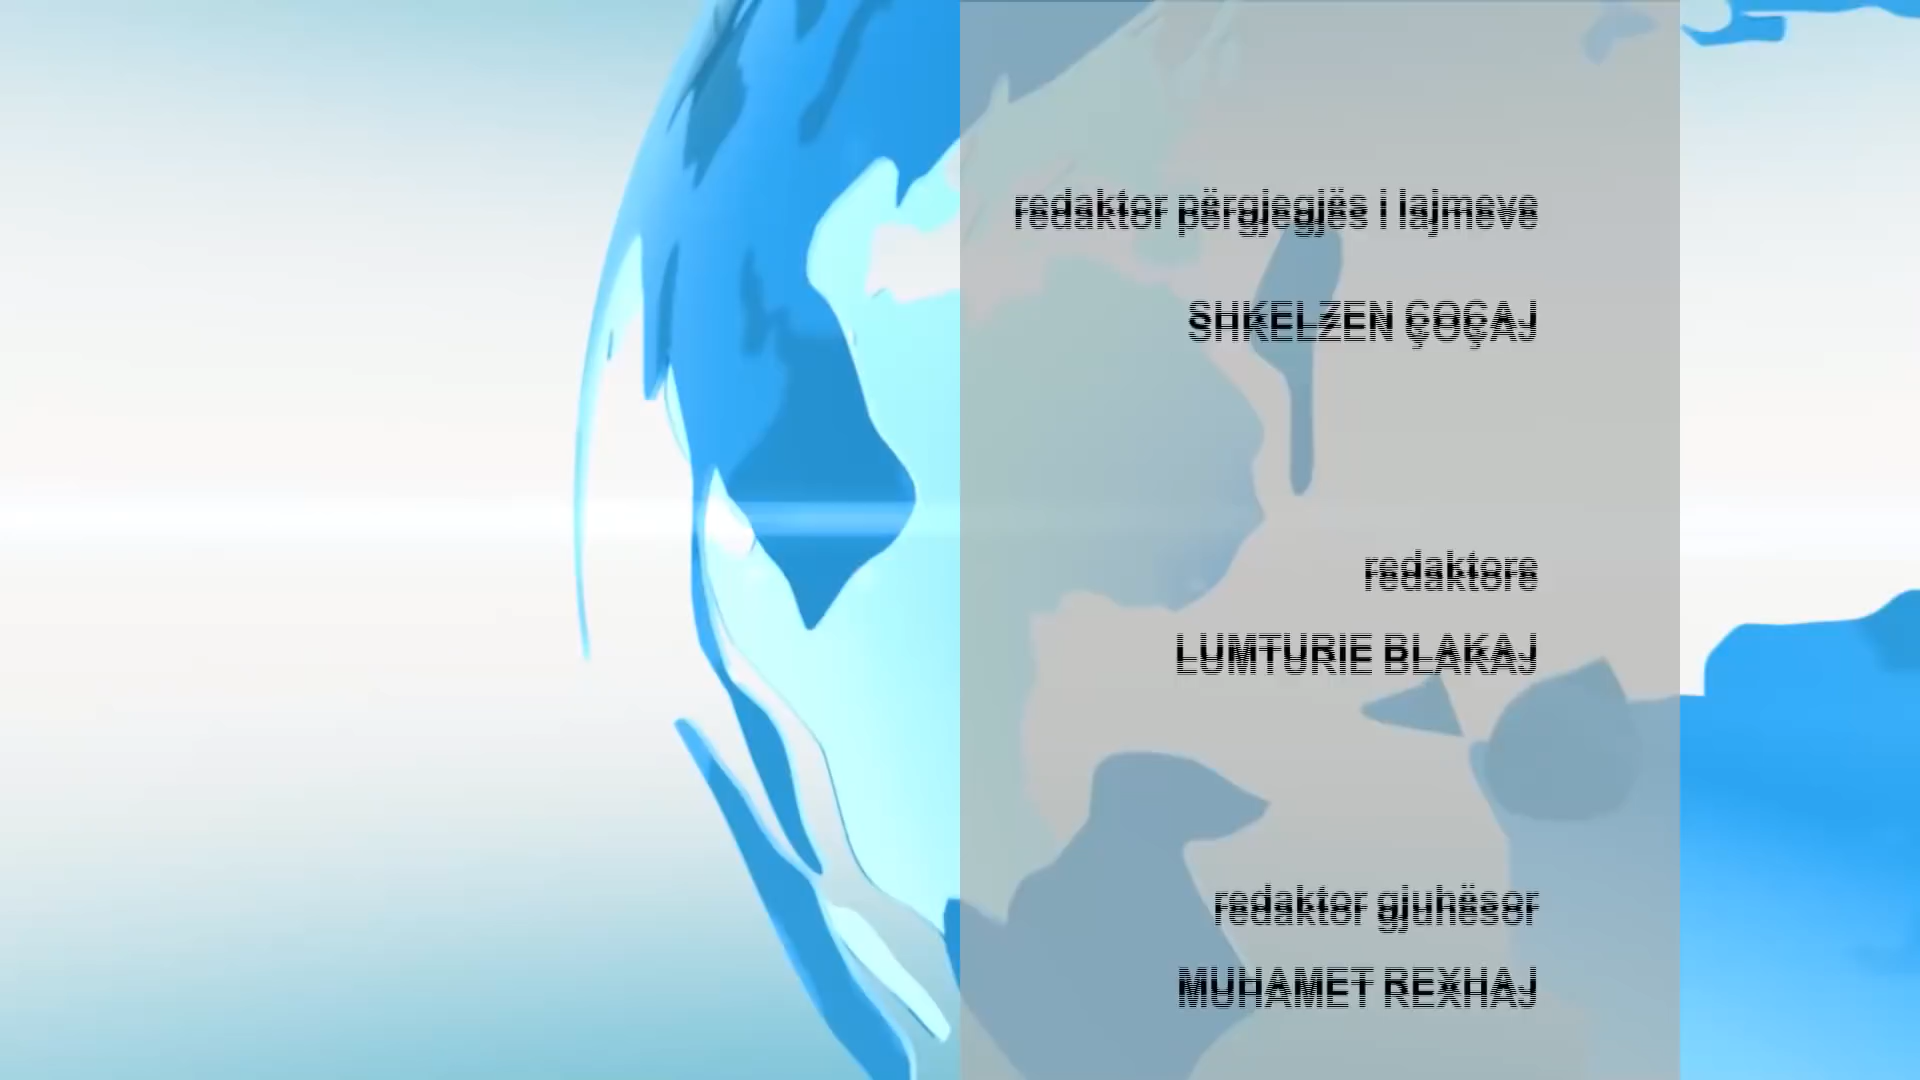 redaktor përgjegjës i lajmeve
SHKELZEN ÇOÇAJ
redaktore
LUMTURIE BLAKAJ
redaktor gjuhësor
MUHAMET REXHAJ